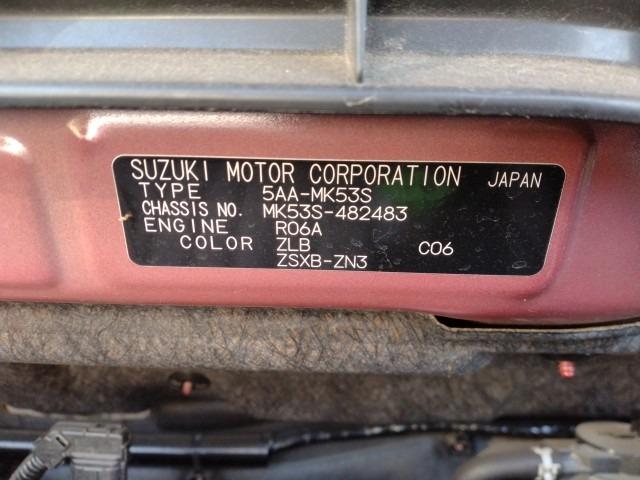 SUZUKI MOTOR CORPORATION JAPAN
TYPE 5AA-MK53S
CHASSIS NO. MK53S-482483
ENGINE R06A
COLOR ZLB C06
ZSXB-ZN3